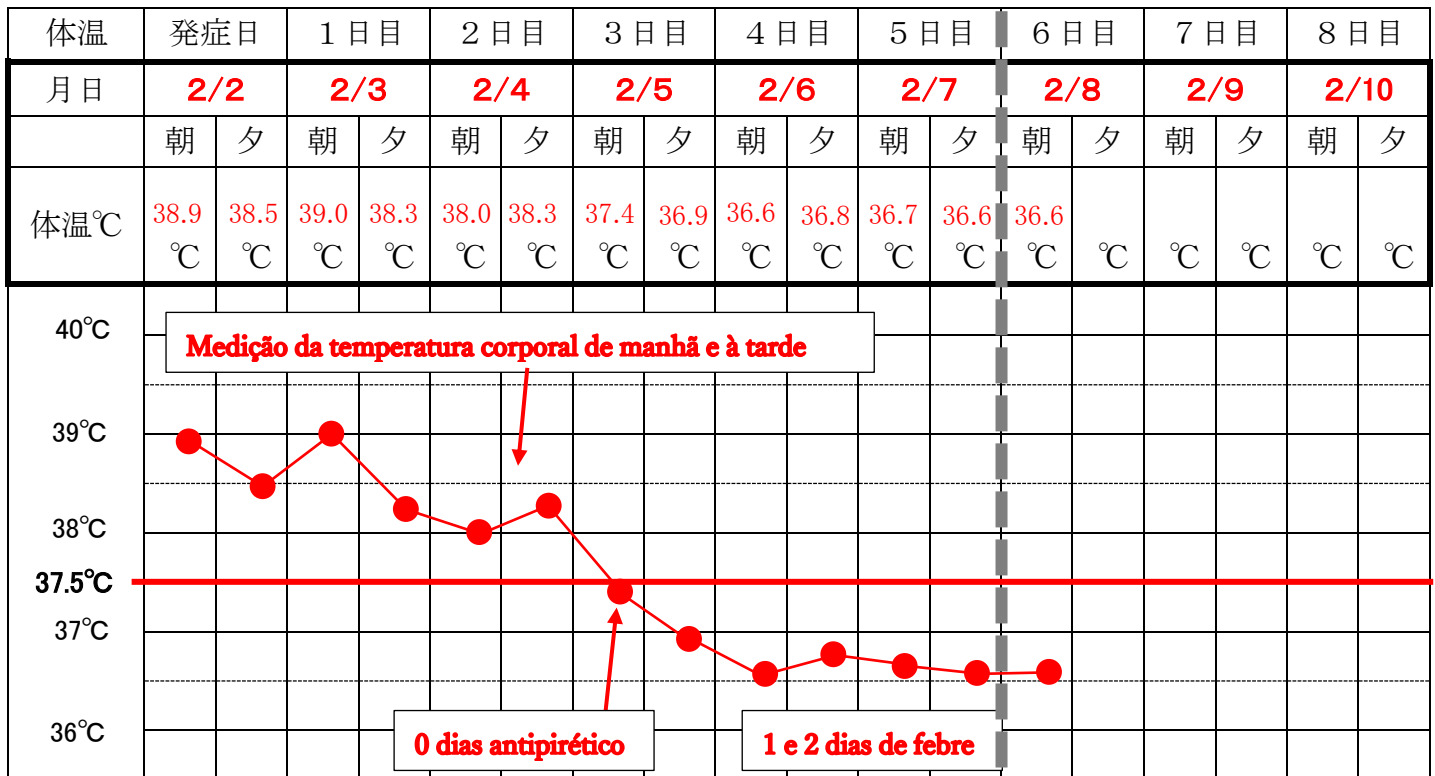 体温 発症日 1日目 2日目 3日目 4日目 5日目 6日目 7日目 8日目
月日 2/2 2/3 2/4 2/5 2/6 2/7 2/8 2/9 2/10
朝 夕 朝 夕 朝 夕 朝 夕 朝 夕 朝 夕 朝 夕 朝 夕 朝 夕
体温℃ 38.9 38.5 39.0 38.3 38.0 38.3 37.4 36.9 36.6 36.8 36.7 36.6 36.6
℃ ℃ ℃ ℃ ℃ ℃ ℃ ℃ ℃ ℃ ℃ ℃ ℃ ℃ ℃ ℃ ℃ ℃
40℃
Medição da temperatura corporal de manhã e à tarde
39℃
38℃
37.5℃
37℃
36℃
0 dias antipirético
1 e 2 dias de febre